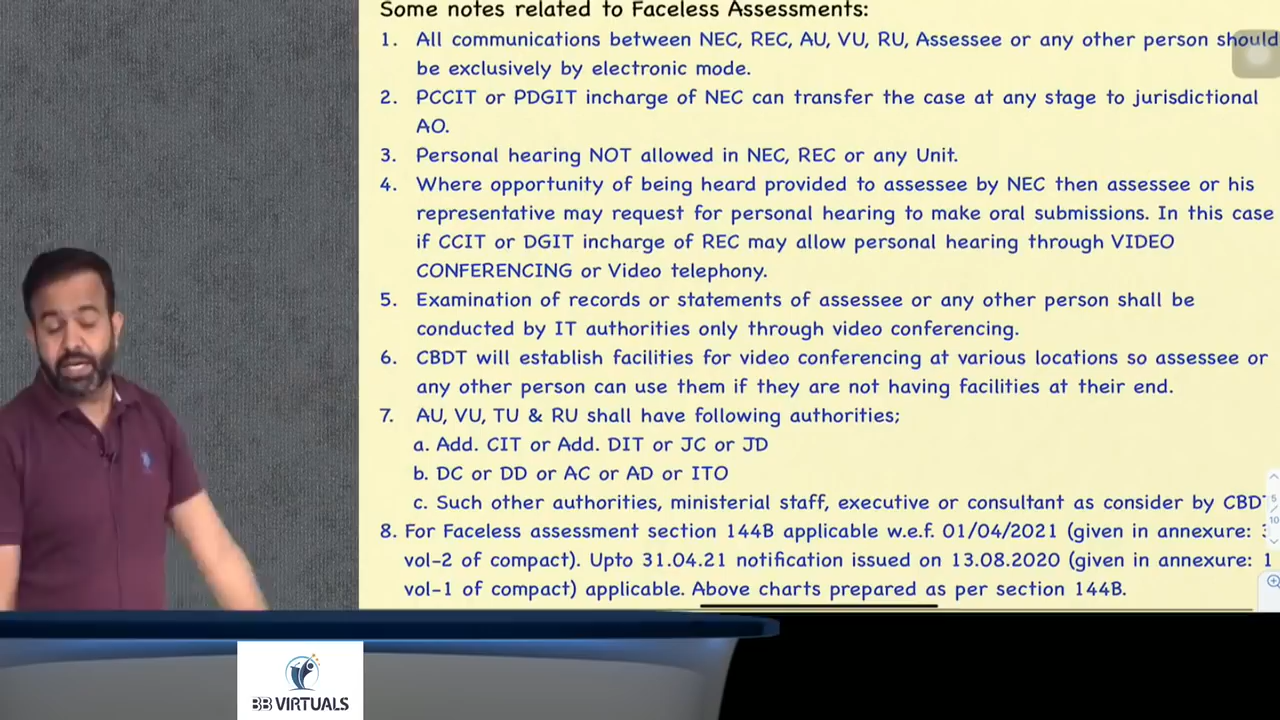 Some notes related to Faceless Assessments:
1. All communications between NEC, REC, AU, VU, RU, Assessee or any other person should
be exclusively by electronic mode.
2. PCCIT or PDGIT incharge of NEC can transfer the case at any stage to jurisdictional
AO.
3. Personal hearing NOT allowed in NEC, REC or any Unit.
4. Where opportunity of being heard provided to assessee by NEC then assessee or his
representative may request for personal hearing to make oral submissions. In this case
if CCIT or DGIT incharge of REC may allow personal hearing through VIDEO
CONFERENCING or Video telephony.
5. Examination of records or statements of assessee or any other person shall be
conducted by IT authorities only through video conferencing.
6. CBDT will establish facilities for video conferencing at various locations so assessee or
any other person can use them if they are not having facilities at their end.
7. AU, VU, TU & RU shall have following authorities;
a. Add. CIT or Add. DIT or JC or JD
b. DC or DD or AC or AD or ITO
c. Such other authorities, ministerial staff, executive or consultant as consider by
8. For Faceless assessment section 144B applicable w.e.f. 01/04/2021 (given in annexure:
vol-2 of compact). Upto 31.04.21 notification issued on 13.08.2020 (given in annexure: 1
vol-1 of compact) applicable. Above charts prepared as per section 144B.
5
/
10
BB VIRTUALS